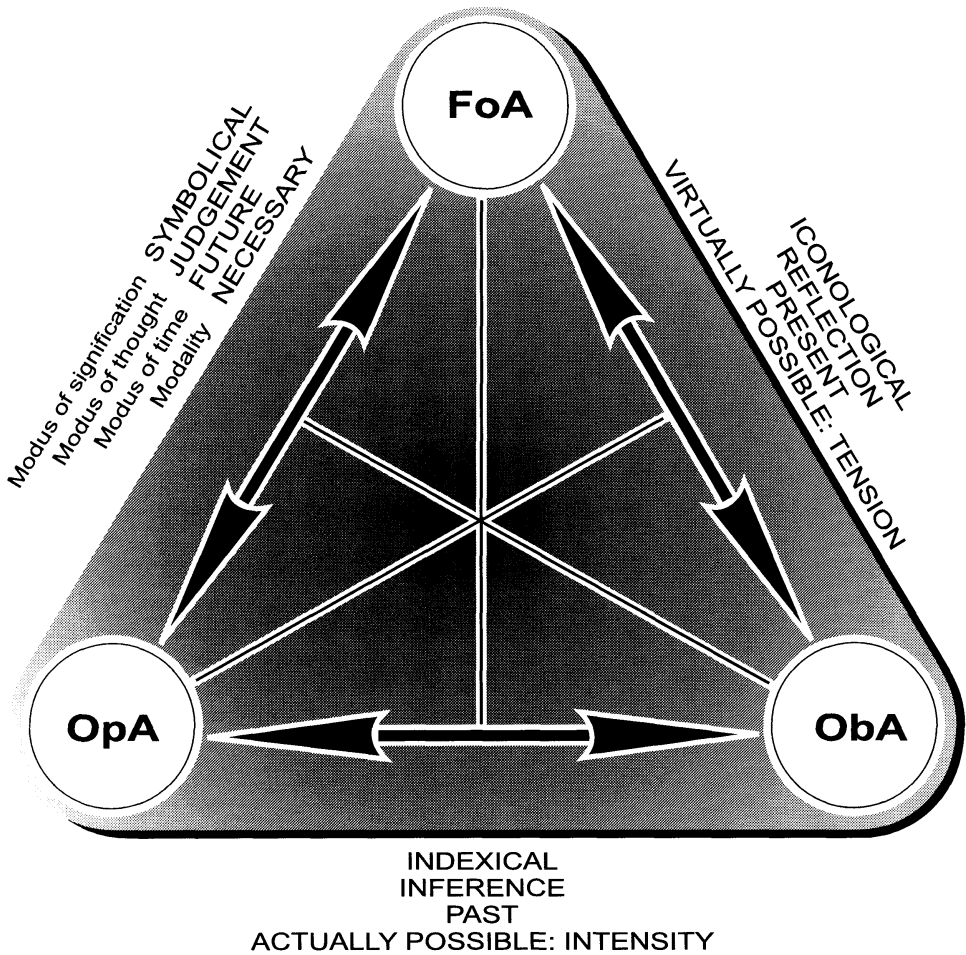 FoA
Modus of signification SYMBOLICAL
Modus of thought JUDGEMENT
Modus of time FUTURE
Modality NECESSARY
ICONOLOGICAL
REFLECTION
PRESENT
VIRTUALLY POSSIBLE: TENSION
OpA
ObA
INDEXICAL
INFERENCE
PAST
ACTUALLY POSSIBLE: INTENSITY